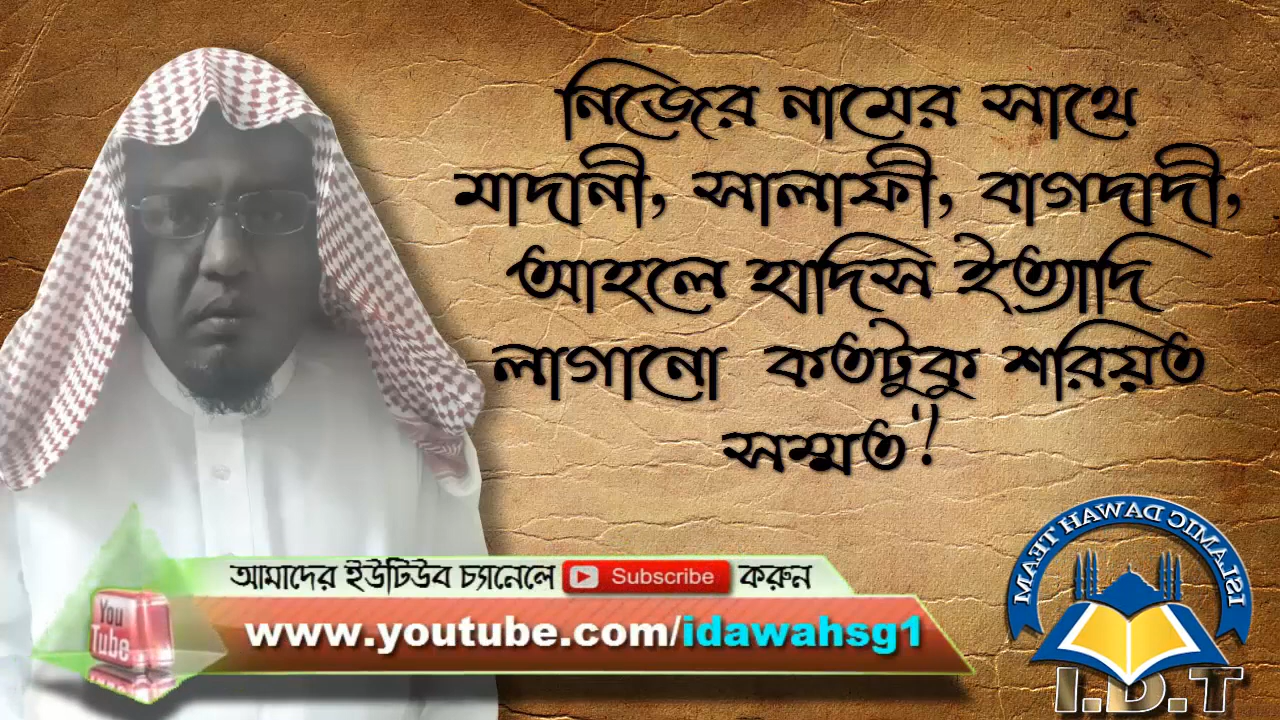 নিজের নামের সাথে
মাদানী, সালাফী, বাগদাদী,
আহলে হাদিস ইত্যাদি
লাগানো কতটুকু শরিয়ত
সম্মত?
আমাদের ইউটিউব চ্যানেলে Subscribe করুন
You
Tube
www.youtube.com/idawahsg1
ISLAMIC DAWAH TEAM
I.D.T